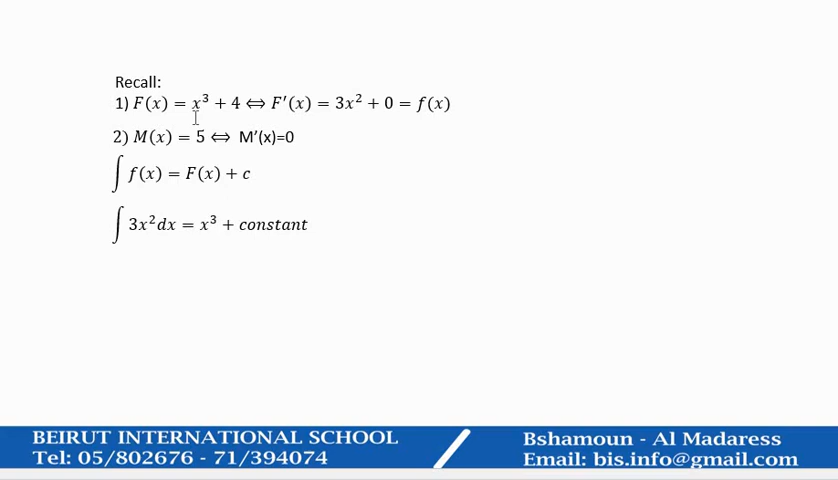 Recall:
1) F(x) = x³ + 4 ⇔ F′(x) = 3x² + 0 = f(x)
2) M(x) = 5 ⇔ M’(x)=0
∫ f(x) = F(x) + c
∫ 3x²dx = x³ + constant
BEIRUT INTERNATIONAL SCHOOL
Tel: 05/802676 - 71/394074
Bshamoun - Al Madaress
Email: bis.info@gmail.com